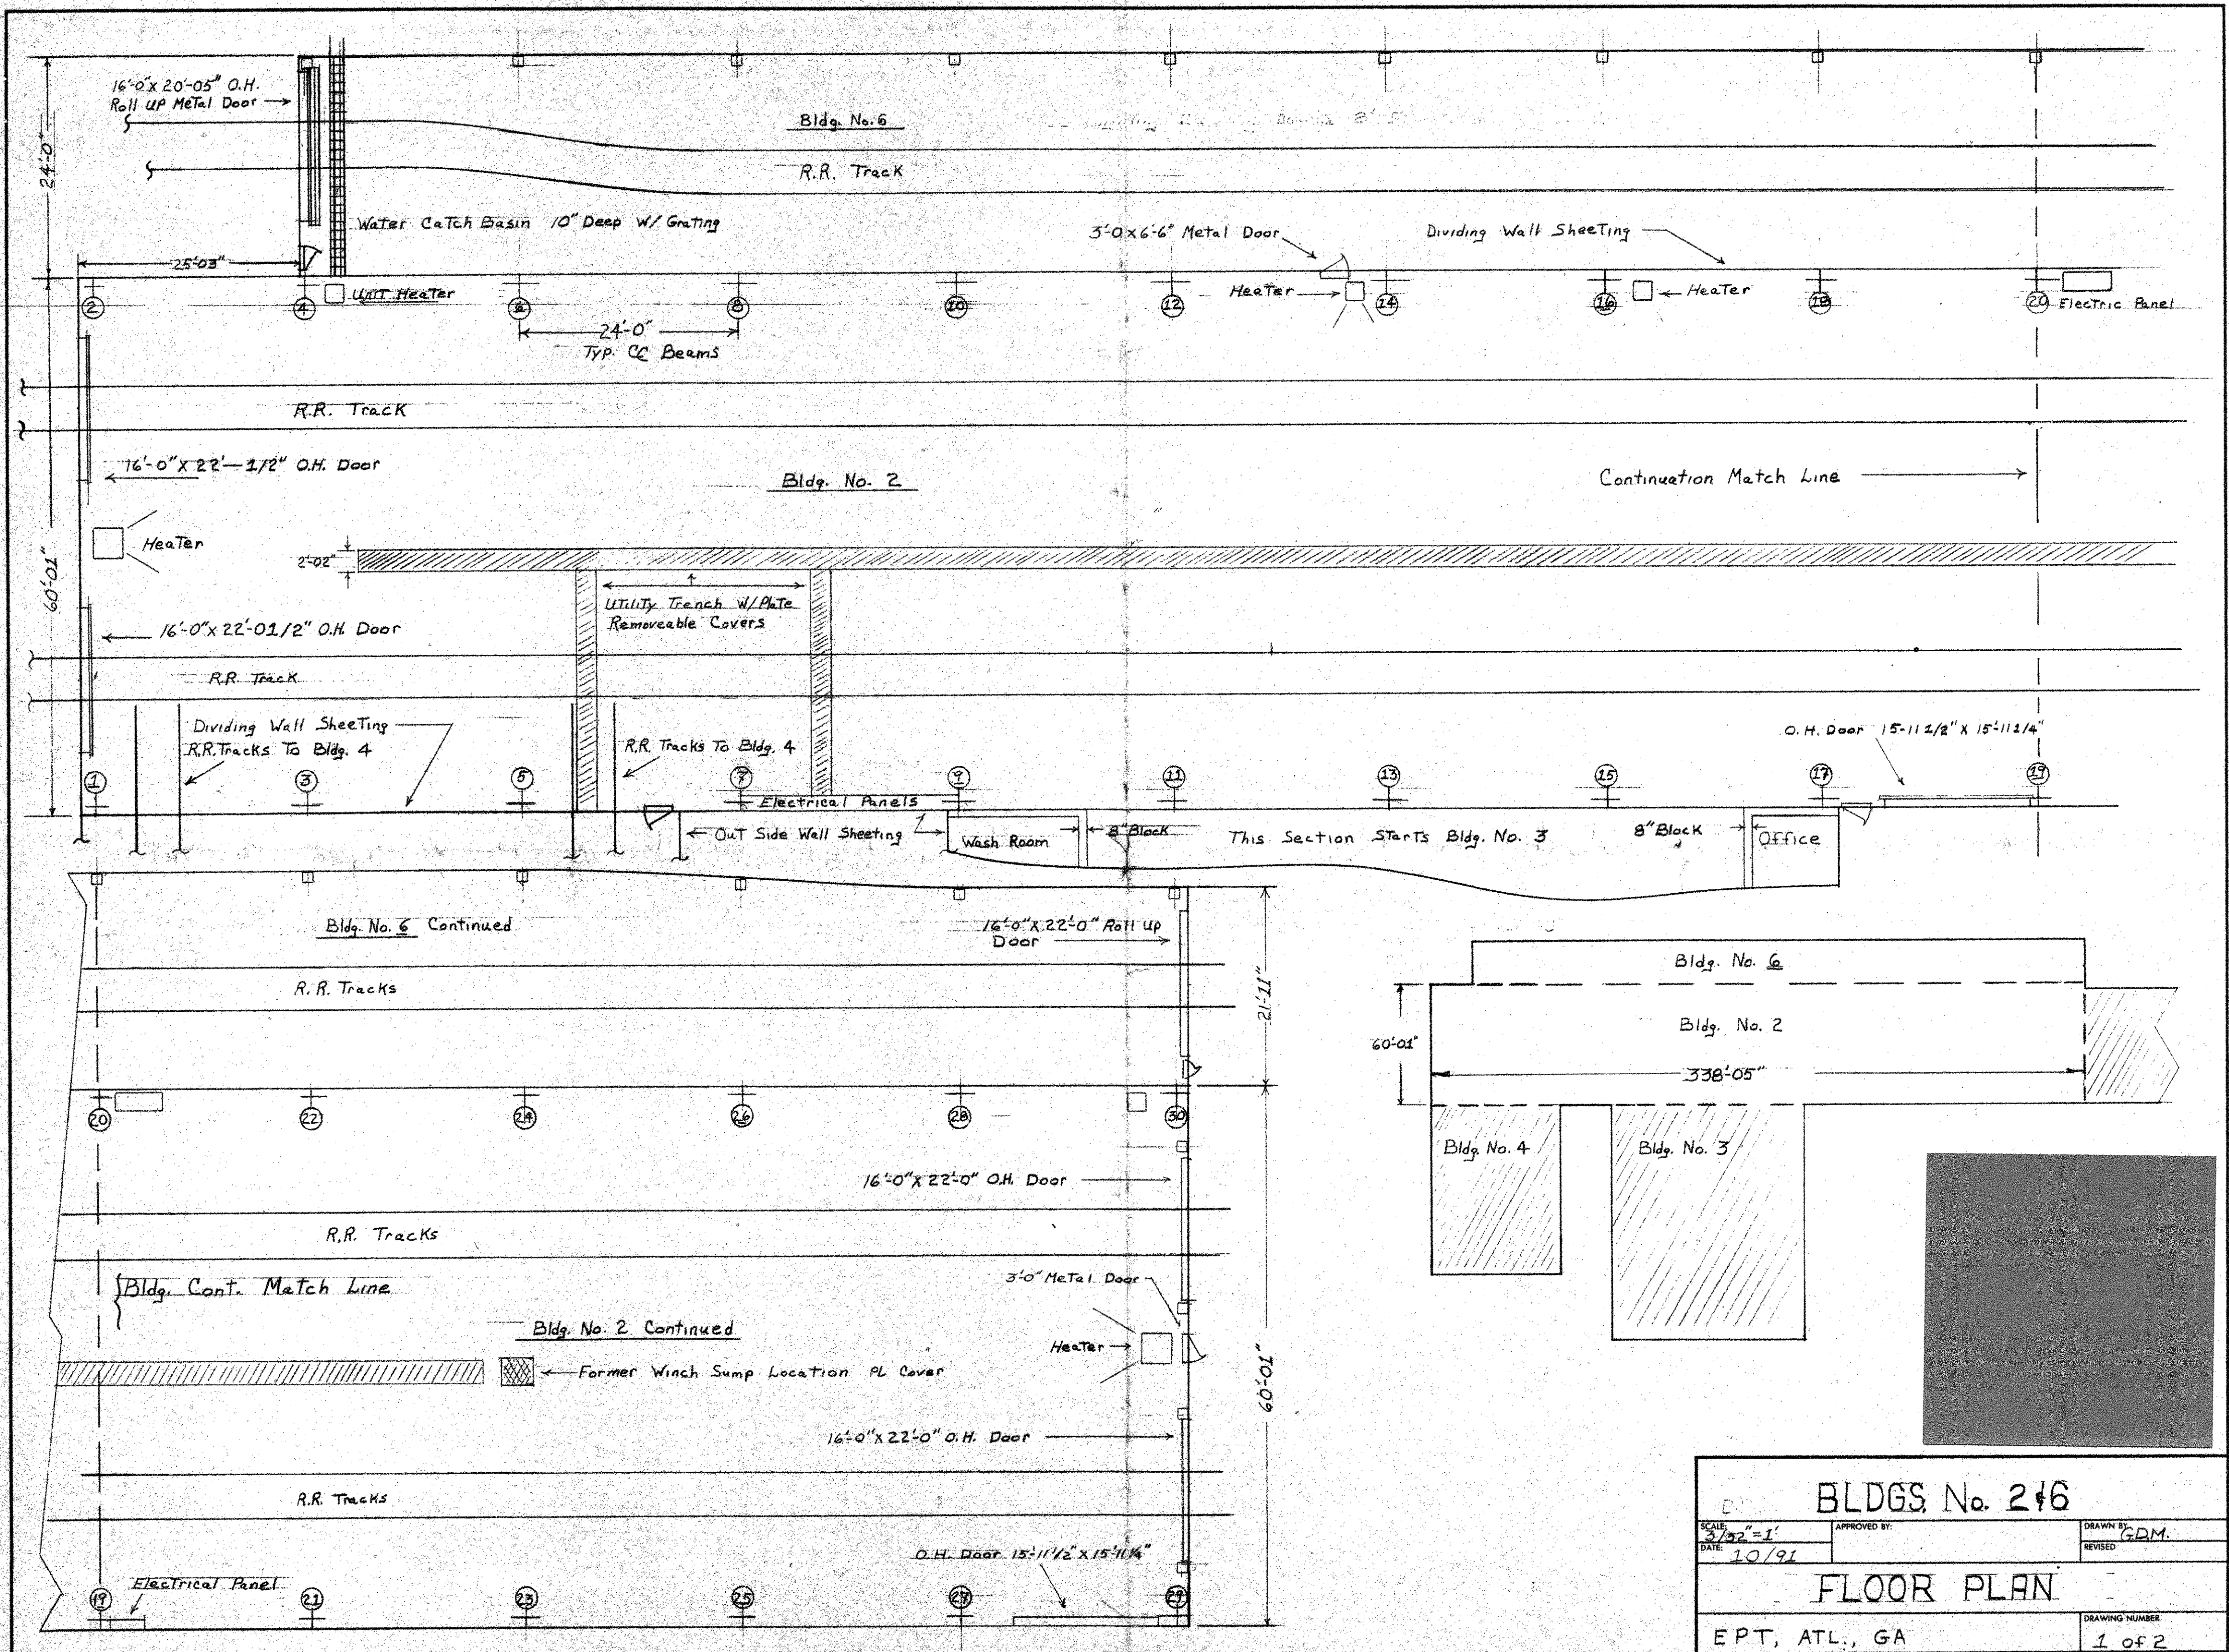 16'-0" x 20'-05" O.H.
Roll UP Metal Door
24'-0"
Bldg. No. 6
R.R. Track
Water Catch Basin 10" Deep W/ Grating
3'-0 x 6'-6" Metal Door
Dividing Wall Sheeting
25'-03"
Unit Heater
Heater
Heater
Electric Panel
2
4
6
8
10
12
14
16
18
20
24'-0"
Typ. CC Beams
R.R. Track
16'-0" X 22'-1/2" O.H. Door
Bldg. No. 2
Continuation Match Line
Heater
2'-02"
60'-01"
Utility Trench W/Plate
Removeable Covers
16'-0" x 22'-01/2" O.H. Door
R.R. Track
Dividing Wall Sheeting
R.R. Tracks To Bldg. 4
R.R. Tracks To Bldg. 4
O.H. Door 15-11 1/2" X 15'-11 1/4"
1
3
5
7
9
11
13
15
17
19
Electrical Panels
Out Side Wall Sheeting
Wash Room
8" Block
This Section Starts Bldg. No. 3
8" Block
Office
Bldg. No. 6 Continued
16'-0" X 22'-0" Roll up
Door
R.R. Tracks
21'-11"
20
22
24
26
28
30
16'-0" X 22'-0" O.H. Door
R.R. Tracks
Bldg. Cont. Match Line
3'-0" Metal Door
Bldg. No. 2 Continued
Heater
Former Winch Sump Location PL Cover
60'-01"
16'-0" X 22'-0" O.H. Door
R.R. Tracks
O.H. Door 15'-11 1/2" x 15'-11 1/4"
Electrical Panel
19
21
23
25
27
29
Bldg. No. 6
Bldg. No. 2
60'-01"
338'-05"
Bldg. No. 4
Bldg. No. 3
BLDGS. No. 2 & 6
SCALE: 3/32" = 1'
APPROVED BY:
DRAWN BY G.D.M.
DATE: 10/91
REVISED
FLOOR PLAN
EPT, ATL., GA
DRAWING NUMBER
1 of 2